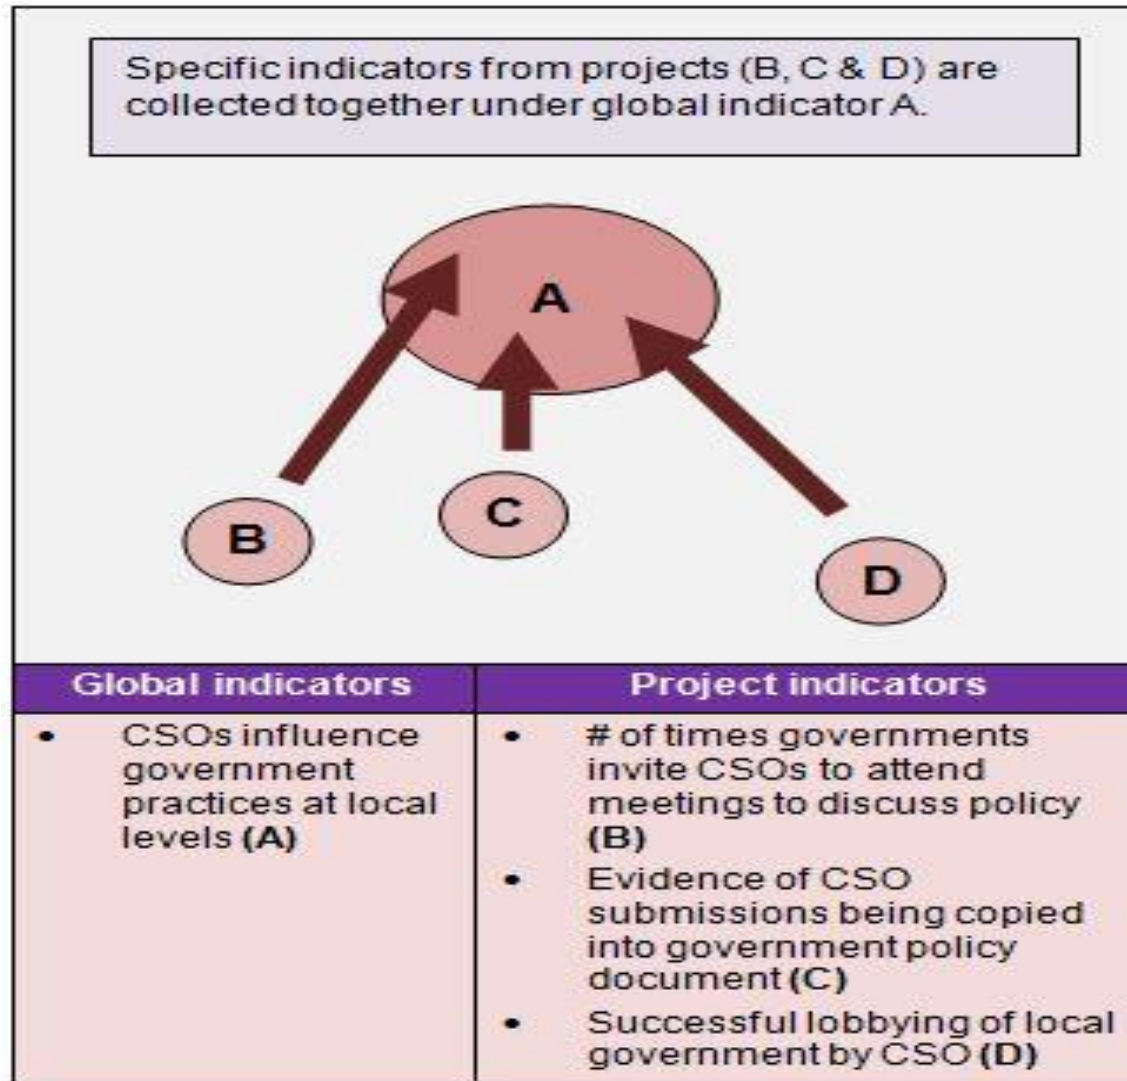 Specific indicators from projects (B, C & D) are
collected together under global indicator A.
A
B
C
D
Global indicators
• CSOs influence
government
practices at local
levels (A)
Project indicators
• # of times governments
invite CSOs to attend
meetings to discuss policy
(B)
• Evidence of CSO
submissions being copied
into government policy
document (C)
• Successful lobbying of local
government by CSO (D)